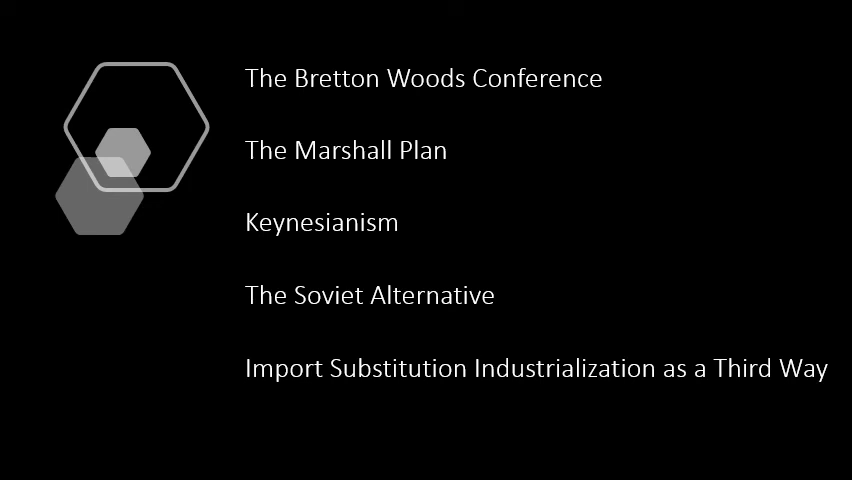 The Bretton Woods Conference
The Marshall Plan
Keynesianism
The Soviet Alternative
Import Substitution Industrialization as a Third Way